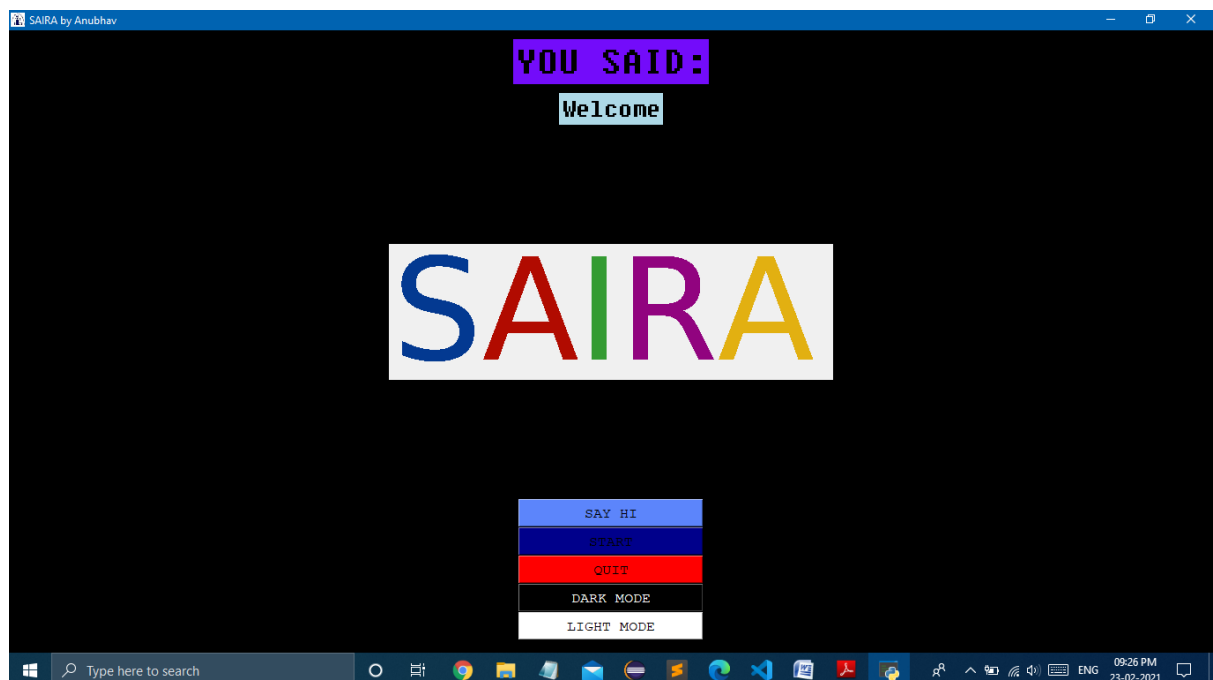 SAIRA by Anubhav
YOU SAID:
Welcome
SAIRA
SAY HI
START
QUIT
DARK MODE
LIGHT MODE
Type here to search
ENG
09:26 PM
23-02-2021